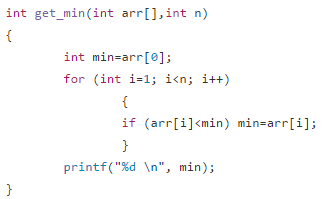 int get_min(int arr[],int n)
{
int min=arr[0];
for (int i=1; i<n; i++)
{
if (arr[i]<min) min=arr[i];
}
printf("%d \n", min);
}